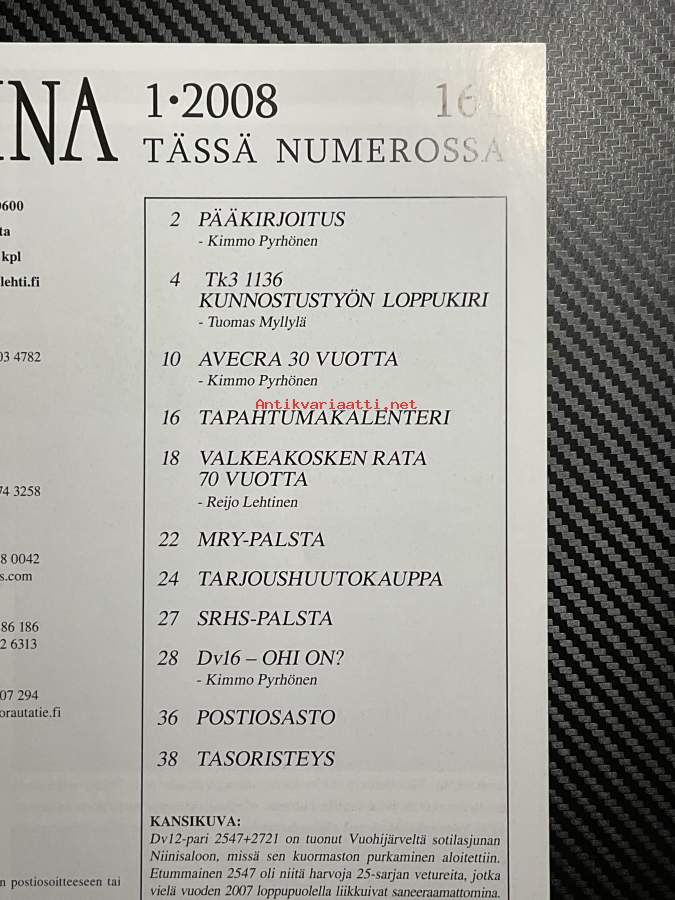 INA
1•2008
TÄSSÄ NUMEROSSA
0600
ta
kpl
lehti.fi
03 4782
74 3258
8 0042
s.com
86 186
2 6313
07 294
orautatie.fi
n postiosoitteeseen tai
2 PÄÄKIRJOITUS
- Kimmo Pyrhönen
4 Tk3 1136
KUNNOSTUSTYÖN LOPPUKIRI
- Tuomas Myllylä
10 AVECRA 30 VUOTTA
- Kimmo Pyrhönen
Antikvariaatti.net
16 TAPAHTUMAKALENTERI
18 VALKEAKOSKEN RATA
70 VUOTTA
- Reijo Lehtinen
22 MRY-PALSTA
24 TARJOUSHUUTOKAUPPA
27 SRHS-PALSTA
28 Dv16 – OHI ON?
- Kimmo Pyrhönen
36 POSTIOSASTO
38 TASORISTEYS
KANSIKUVA:
Dv12-pari 2547+2721 on tuonut Vuohijärveltä sotilasjunan
Niinisaloon, missä sen kuormaston purkaminen aloitettiin.
Etummainen 2547 oli niitä harvoja 25-sarjan vetureita, jotka
vielä vuoden 2007 loppupuolella liikkuivat saneeraamattomina.